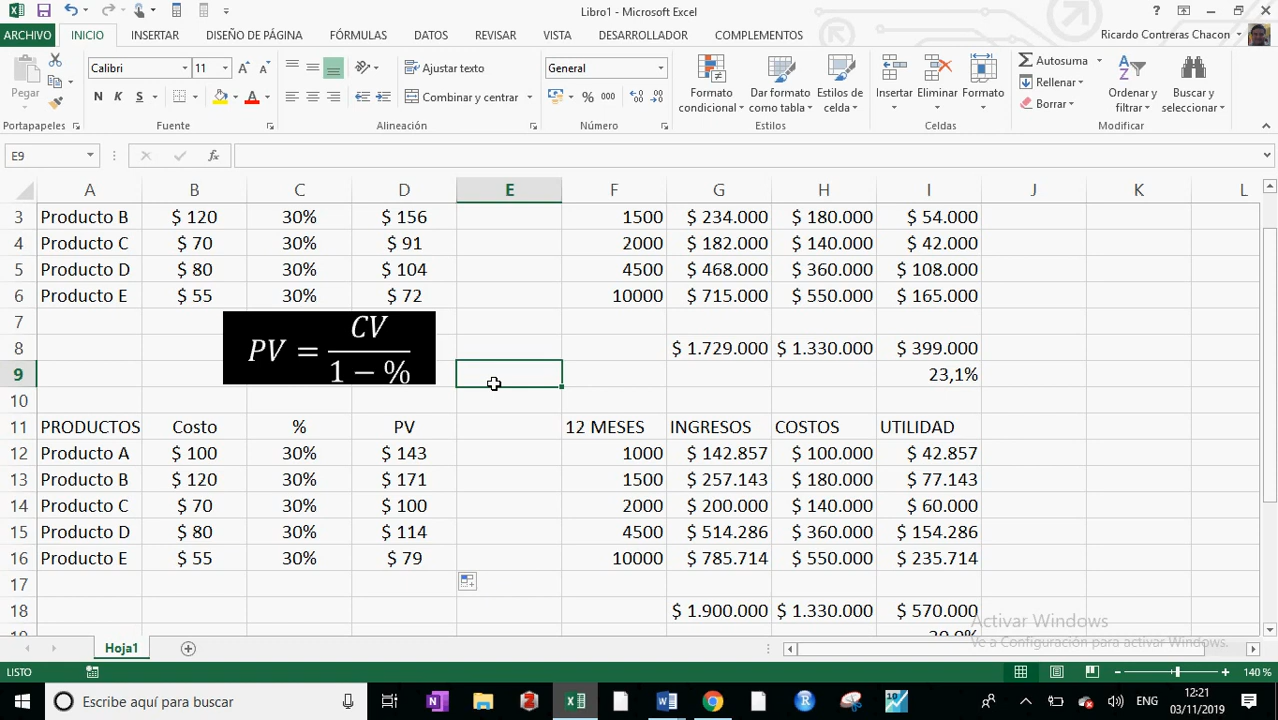 Libro1 - Microsoft Excel
ARCHIVO INICIO INSERTAR DISEÑO DE PÁGINA FÓRMULAS DATOS REVISAR VISTA DESARROLLADOR COMPLEMENTOS Ricardo Contreras Chacon
Calibri 11 Ajustar texto General Autosuma
Pegar N K S Combinar y centrar % 000 Formato condicional Dar formato como tabla Estilos de celda Insertar Eliminar Formato Rellenar Borrar Ordenar y filtrar Buscar y seleccionar
Portapapeles Fuente Alineación Número Estilos Celdas Modificar
E9 fx
A B C D E F G H I J K L
3 Producto B $ 120 30% $ 156 1500 $ 234.000 $ 180.000 $ 54.000
4 Producto C $ 70 30% $ 91 2000 $ 182.000 $ 140.000 $ 42.000
5 Producto D $ 80 30% $ 104 4500 $ 468.000 $ 360.000 $ 108.000
6 Producto E $ 55 30% $ 72 10000 $ 715.000 $ 550.000 $ 165.000
7
PV = CV / 1 − %
8 $ 1.729.000 $ 1.330.000 $ 399.000
9 23,1%
10
11 PRODUCTOS Costo % PV 12 MESES INGRESOS COSTOS UTILIDAD
12 Producto A $ 100 30% $ 143 1000 $ 142.857 $ 100.000 $ 42.857
13 Producto B $ 120 30% $ 171 1500 $ 257.143 $ 180.000 $ 77.143
14 Producto C $ 70 30% $ 100 2000 $ 200.000 $ 140.000 $ 60.000
15 Producto D $ 80 30% $ 114 4500 $ 514.286 $ 360.000 $ 154.286
16 Producto E $ 55 30% $ 79 10000 $ 785.714 $ 550.000 $ 235.714
17
18 $ 1.900.000 $ 1.330.000 $ 570.000
Activar Windows
Ve a Configuración para activar Windows.
Hoja1
LISTO 140 %
Escribe aquí para buscar ENG 12:21
03/11/2019